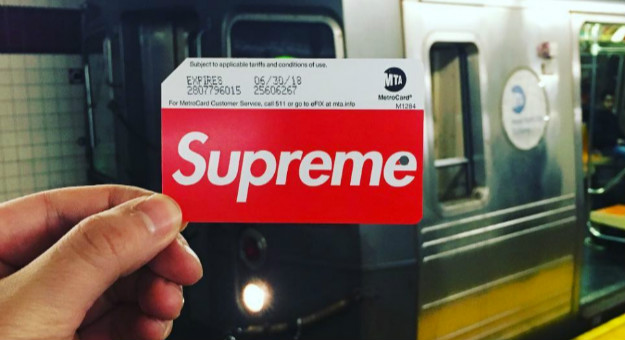 Subject to applicable tariffs and conditions of use.
EXPIRES 06/30/18
2807796015 25606267
MTA
MetroCard®
For MetroCard Customer Service, call 511 or go to eFIX at mta.info
M1284
Supreme